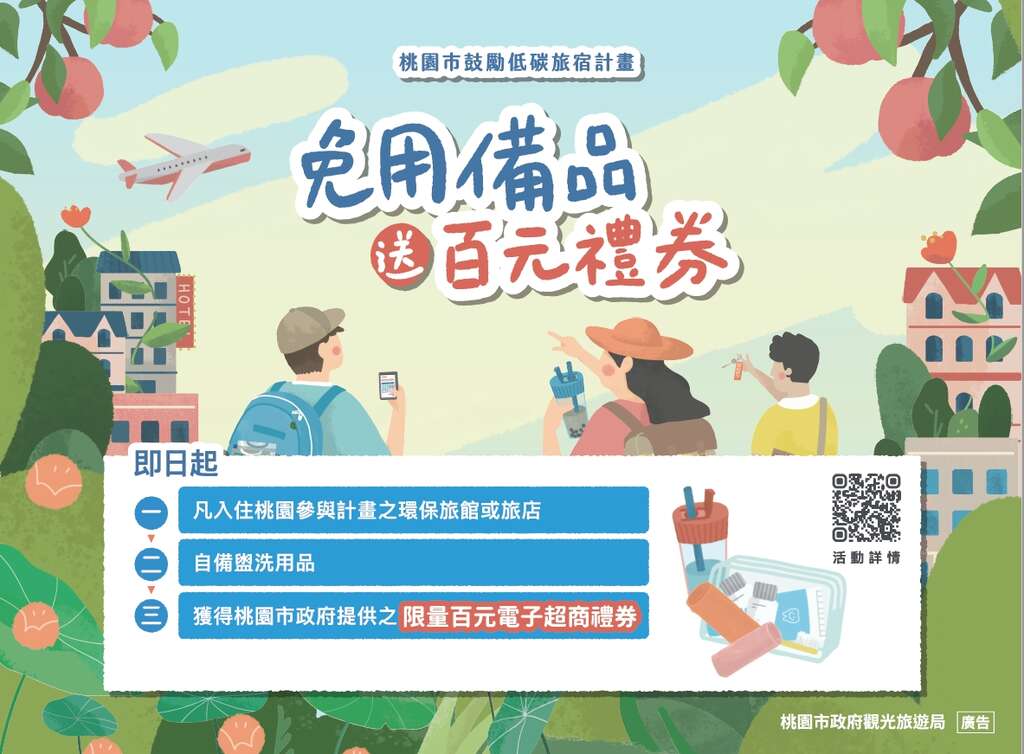 桃園市鼓勵低碳旅宿計畫
免用備品
送百元禮券
HOTEL
即日起
一 凡入住桃園參與計畫之環保旅館或旅店
二 自備盥洗用品
三 獲得桃園市政府提供之 限量百元電子超商禮券
活動詳情
桃園市政府觀光旅遊局 廣告